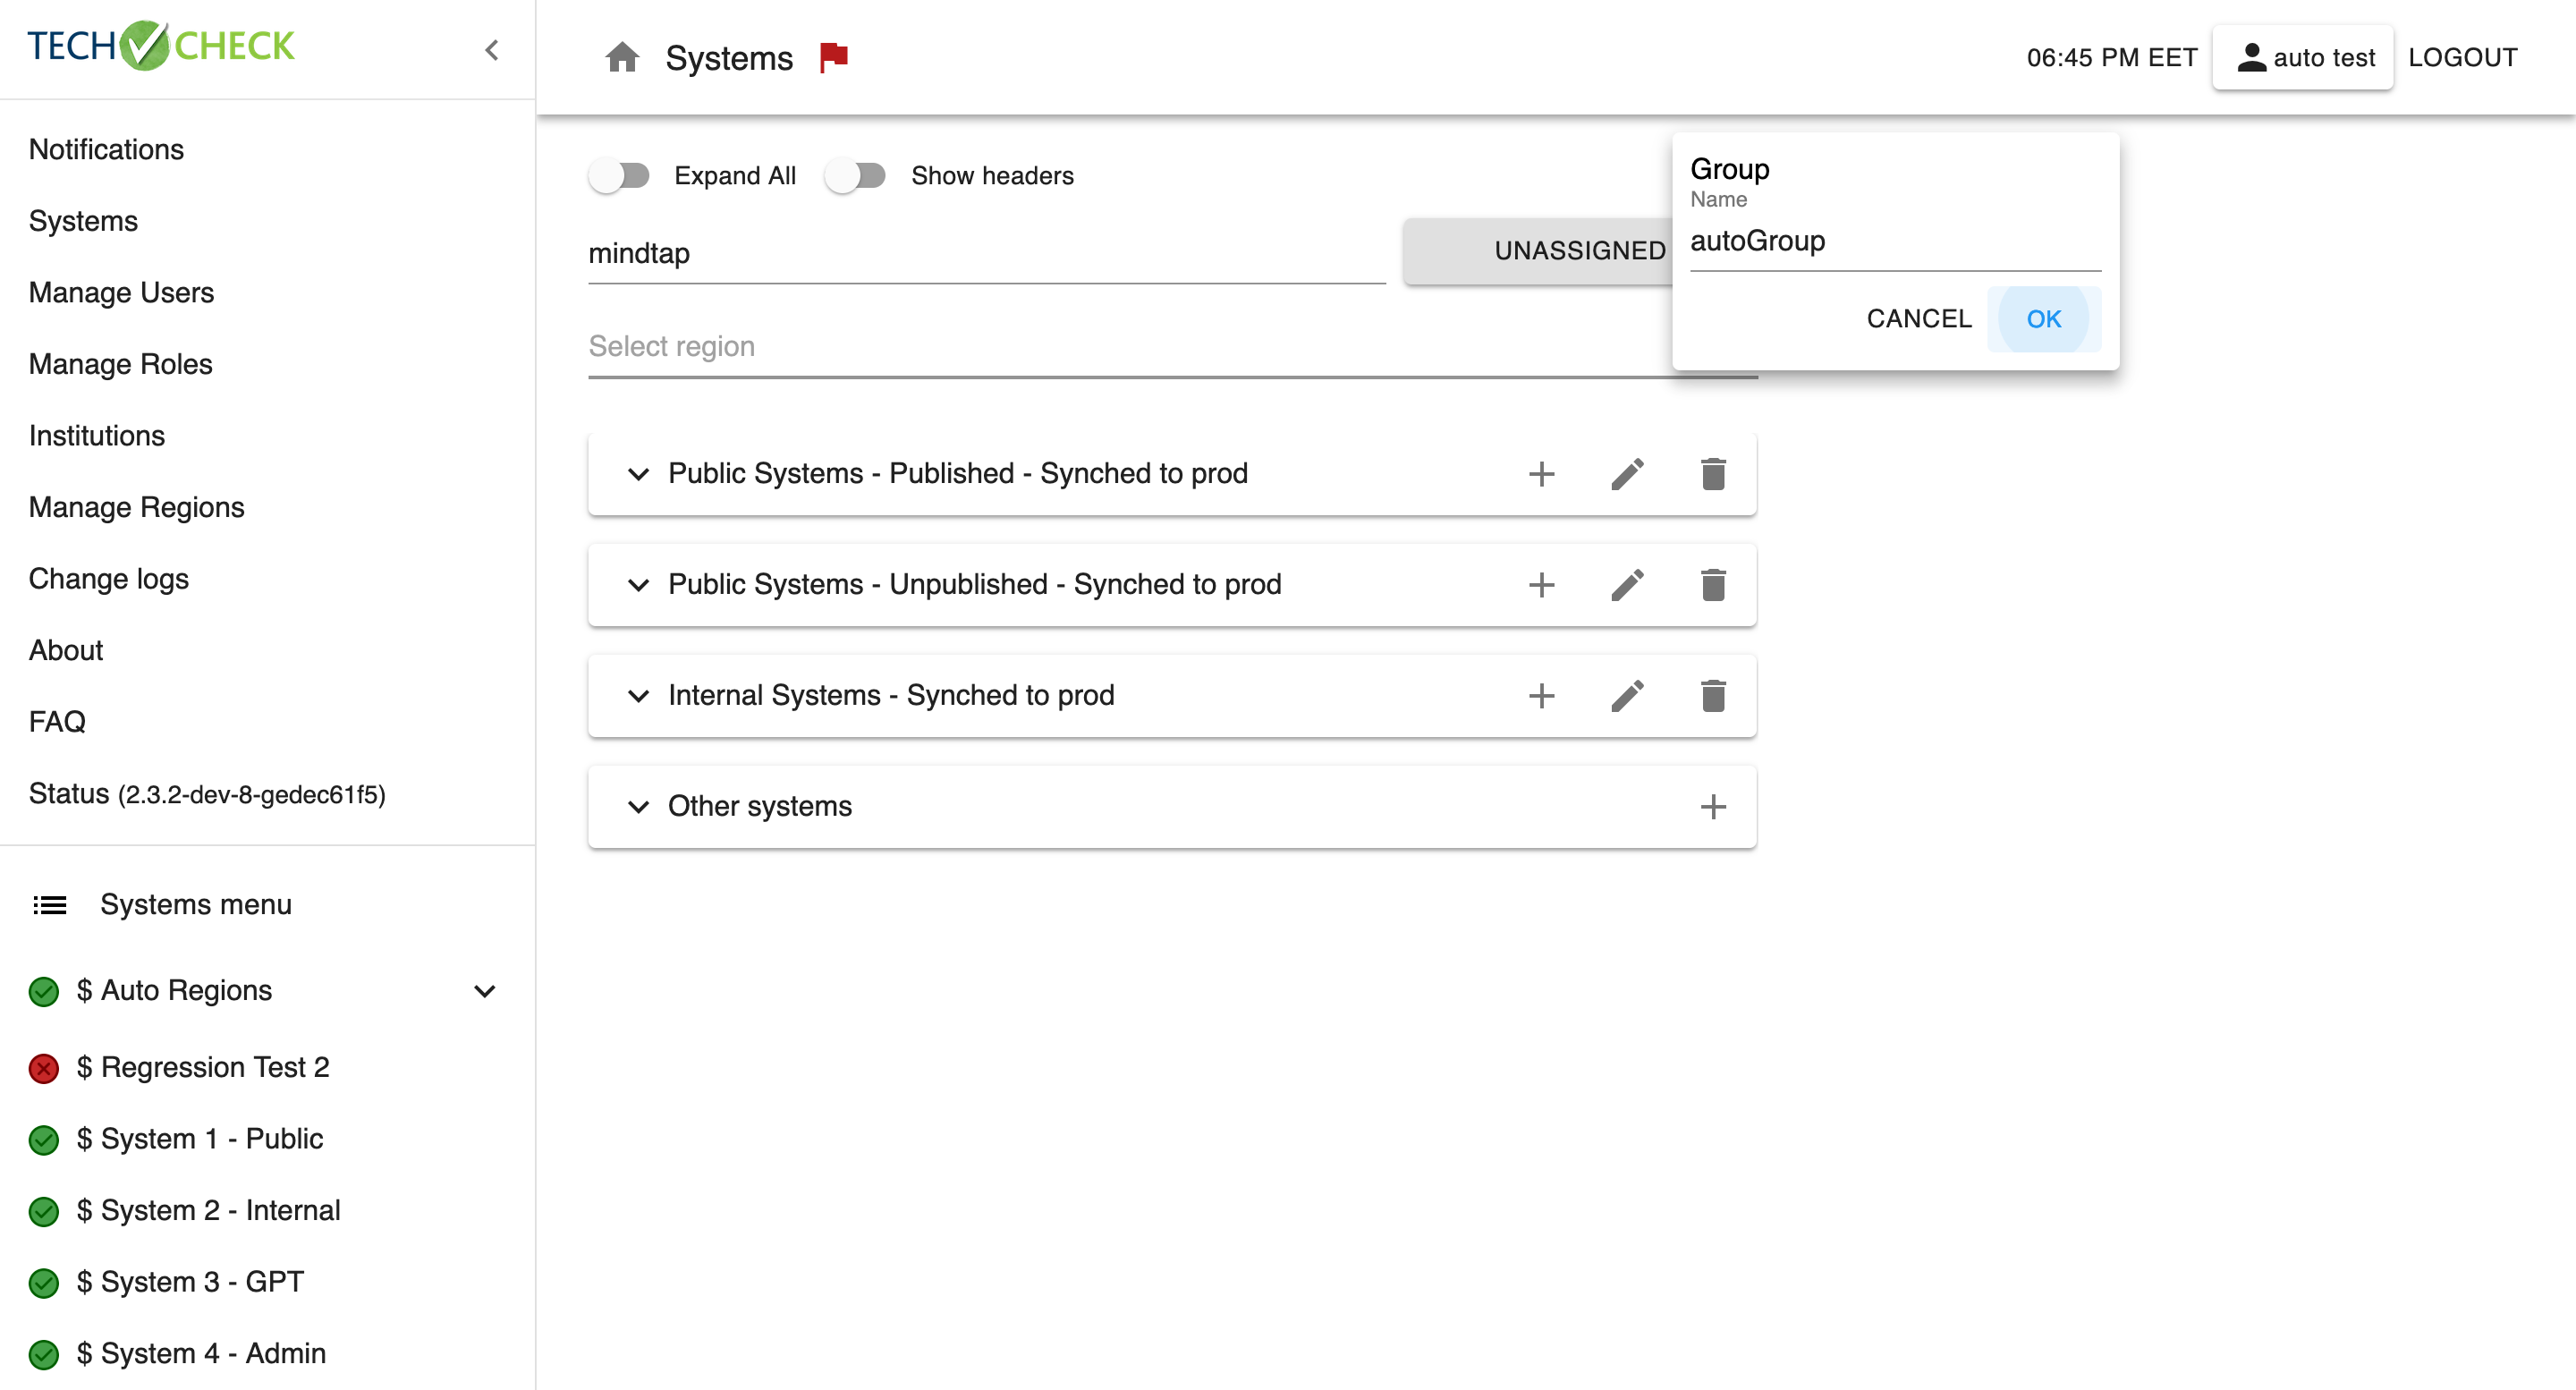 TECH CHECK
Notifications
Systems
Manage Users
Manage Roles
Institutions
Manage Regions
Change logs
About
FAQ
Status (2.3.2-dev-8-gedec61f5)
Systems menu
$ Auto Regions
$ Regression Test 2
$ System 1 - Public
$ System 2 - Internal
$ System 3 - GPT
$ System 4 - Admin
Systems
06:45 PM EET
auto test
LOGOUT
Expand All
Show headers
mindtap
UNASSIGNED
Select region
Group
Name
autoGroup
CANCEL
OK
Public Systems - Published - Synched to prod
Public Systems - Unpublished - Synched to prod
Internal Systems - Synched to prod
Other systems